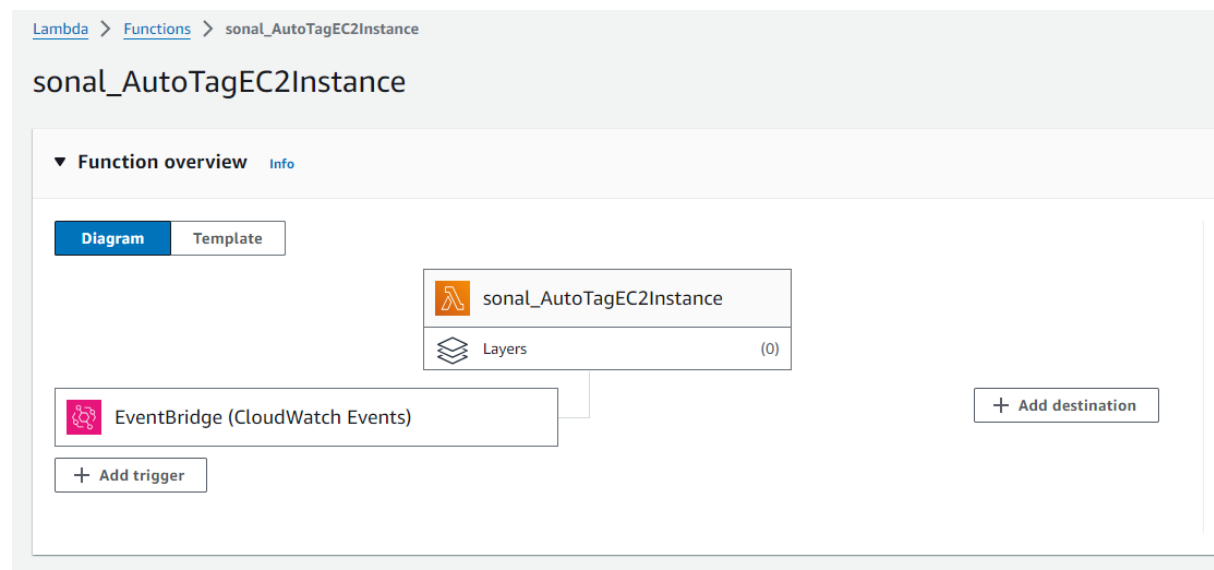 Lambda > Functions > sonal_AutoTagEC2Instance
sonal_AutoTagEC2Instance
Function overview Info
Diagram Template
sonal_AutoTagEC2Instance
Layers (0)
EventBridge (CloudWatch Events)
+ Add destination
+ Add trigger